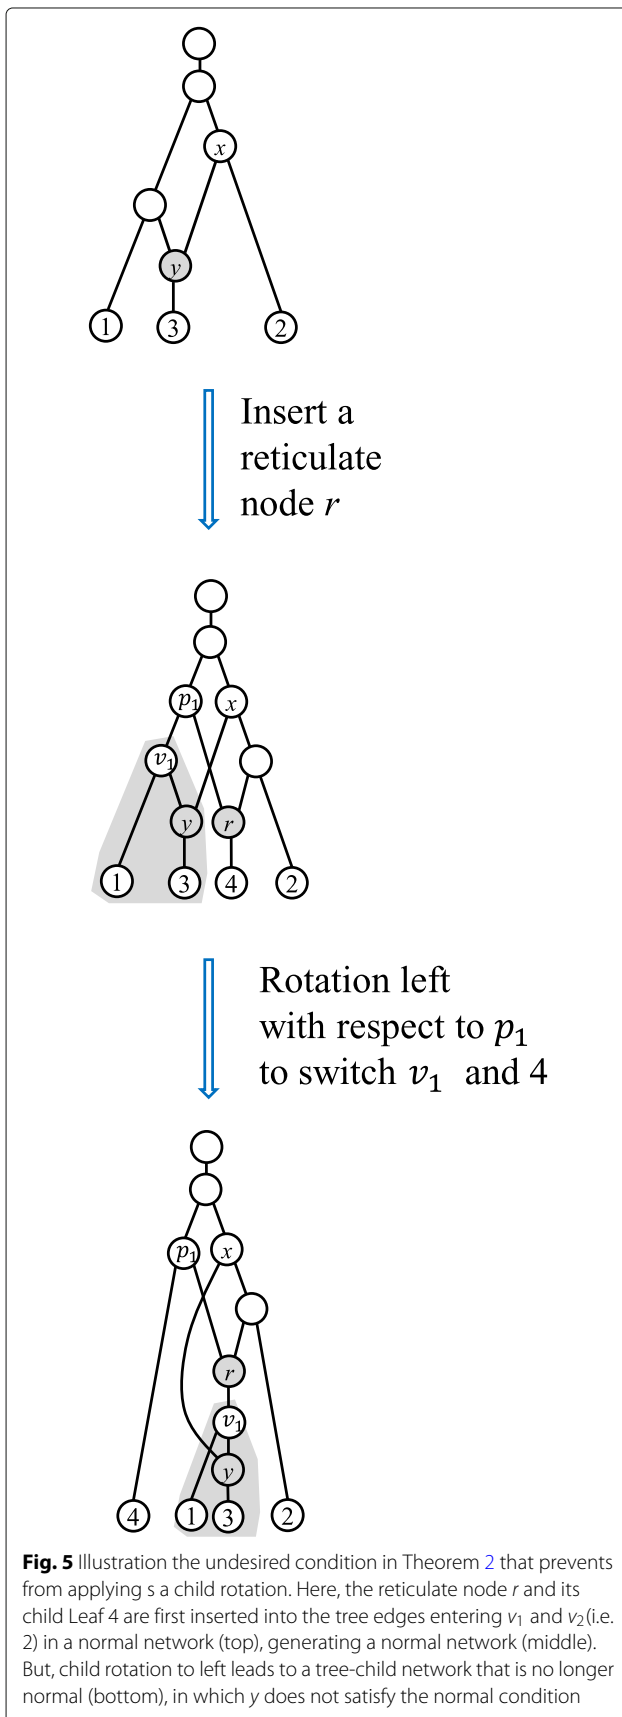 x
y
1
3
2
Insert a
reticulate
node r
p₁
x
v₁
y
r
1
3
4
2
Rotation left
with respect to p₁
to switch v₁ and 4
p₁
x
r
v₁
y
4
1
3
2
Fig. 5 Illustration the undesired condition in Theorem 2 that prevents
from applying s a child rotation. Here, the reticulate node r and its
child Leaf 4 are first inserted into the tree edges entering v₁ and v₂(i.e.
2) in a normal network (top), generating a normal network (middle).
But, child rotation to left leads to a tree-child network that is no longer
normal (bottom), in which y does not satisfy the normal condition